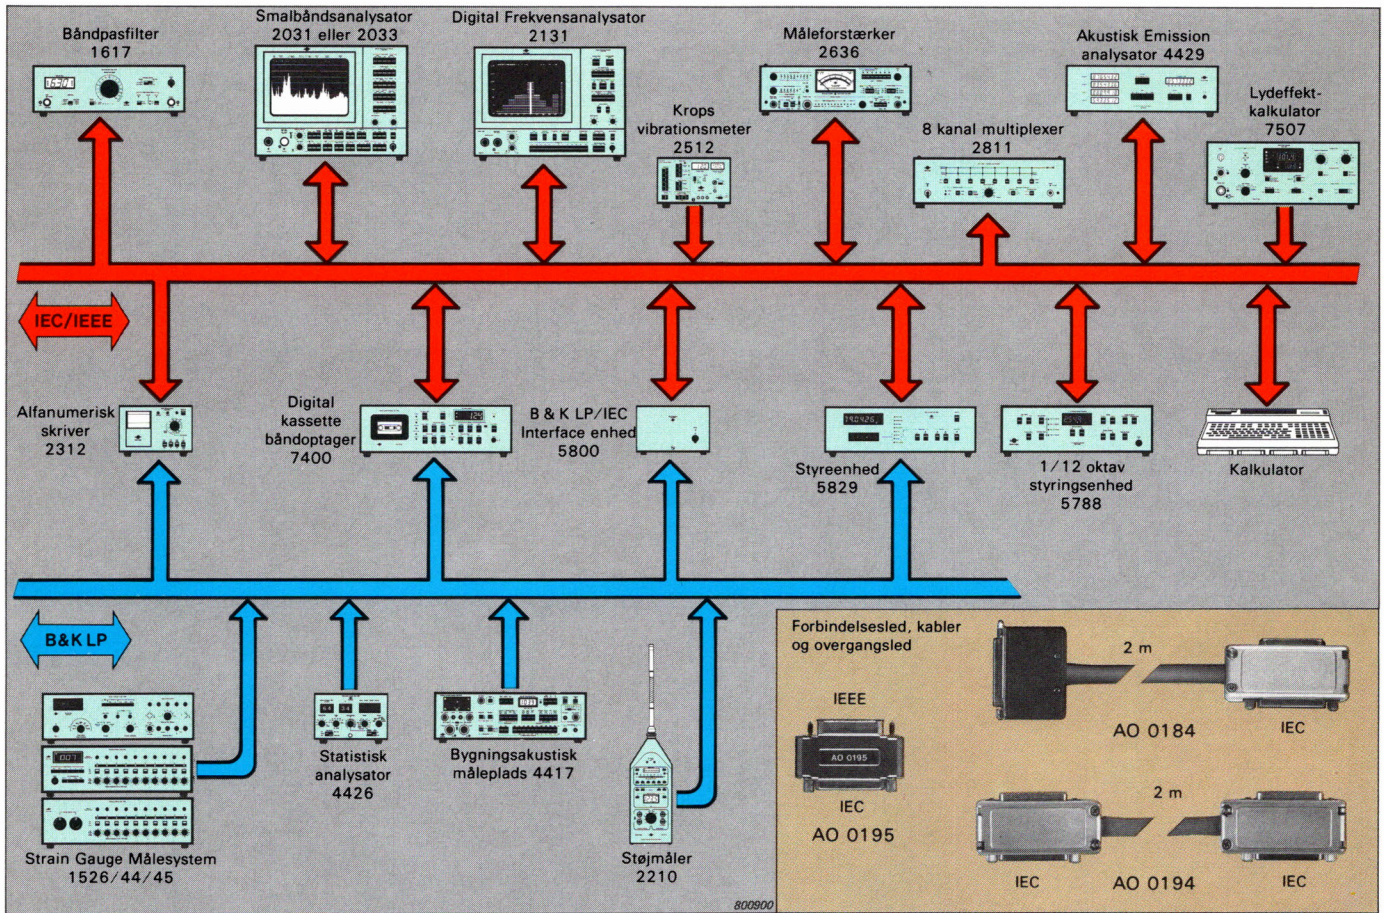 Båndpasfilter
1617
Smalbåndsanalysator
2031 eller 2033
Digital Frekvensanalysator
2131
Krops
vibrationsmeter
2512
Måleforstærker
2636
8 kanal multiplexer
2811
Akustisk Emission
analysator 4429
Lydeffekt-
kalkulator
7507
IEC/IEEE
Alfanumerisk
skriver
2312
Digital
kassette
båndoptager
7400
B & K LP/IEC
Interface enhed
5800
Styreenhed
5829
1/12 oktav
styringsenhed
5788
Kalkulator
B&K LP
Strain Gauge Målesystem
1526/44/45
Statistisk
analysator
4426
Bygningsakustisk
måleplads 4417
Støjmåler
2210
800900
Forbindelsesled, kabler
og overgangsled
IEEE
AO 0195
IEC
AO 0195
2 m
AO 0184
IEC
2 m
IEC
AO 0194
IEC